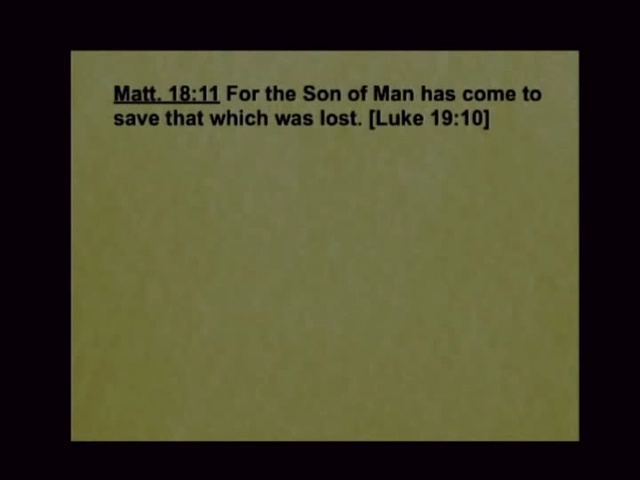 Matt. 18:11 For the Son of Man has come to
save that which was lost. [Luke 19:10]